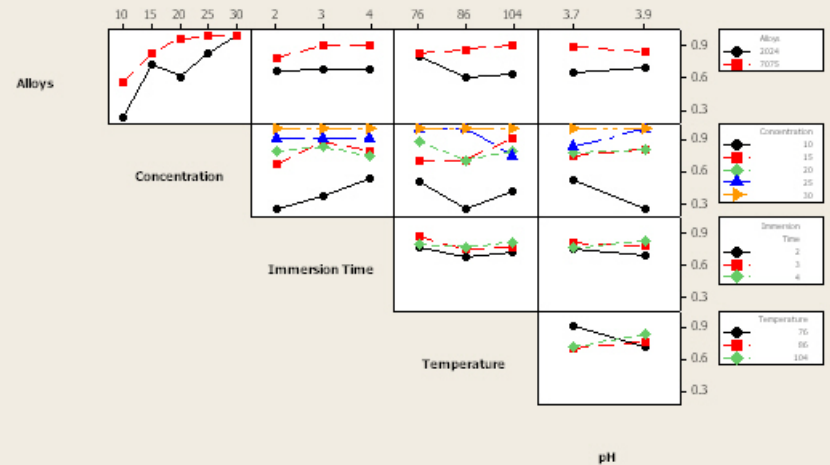 10 15 20 25 30 2 3 4 76 86 104 3.7 3.9
Alloys
0.9
0.6
0.3
Alloys
2024
7075
Concentration
0.9
0.6
0.3
Concentration
10
15
20
25
30
Immersion Time
0.9
0.6
0.3
Immersion
Time
2
3
4
Temperature
0.9
0.6
0.3
Temperature
76
86
104
pH